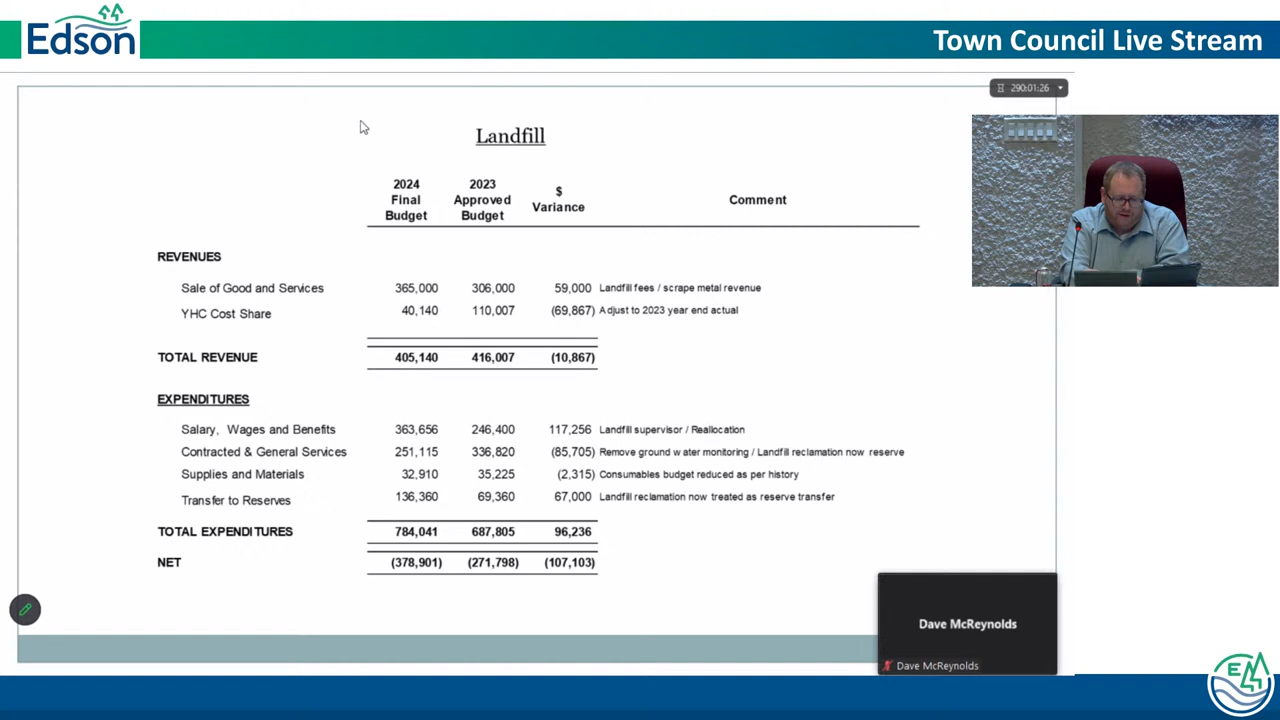 Edson
Town Council Live Stream
290:01:26
Landfill
2024 Final Budget
2023 Approved Budget
$ Variance
Comment
REVENUES
Sale of Good and Services 365,000 306,000 59,000 Landfill fees / scrape metal revenue
YHC Cost Share 40,140 110,007 (69,867) Adjust to 2023 year end actual
TOTAL REVENUE 405,140 416,007 (10,867)
EXPENDITURES
Salary, Wages and Benefits 363,656 246,400 117,256 Landfill supervisor / Reallocation
Contracted & General Services 251,115 336,820 (85,705) Remove ground water monitoring / Landfill reclamation now reserve
Supplies and Materials 32,910 35,225 (2,315) Consumables budget reduced as per history
Transfer to Reserves 136,360 69,360 67,000 Landfill reclamation now treated as reserve transfer
TOTAL EXPENDITURES 784,041 687,805 96,236
NET (378,901) (271,798) (107,103)
Dave McReynolds
Dave McReynolds